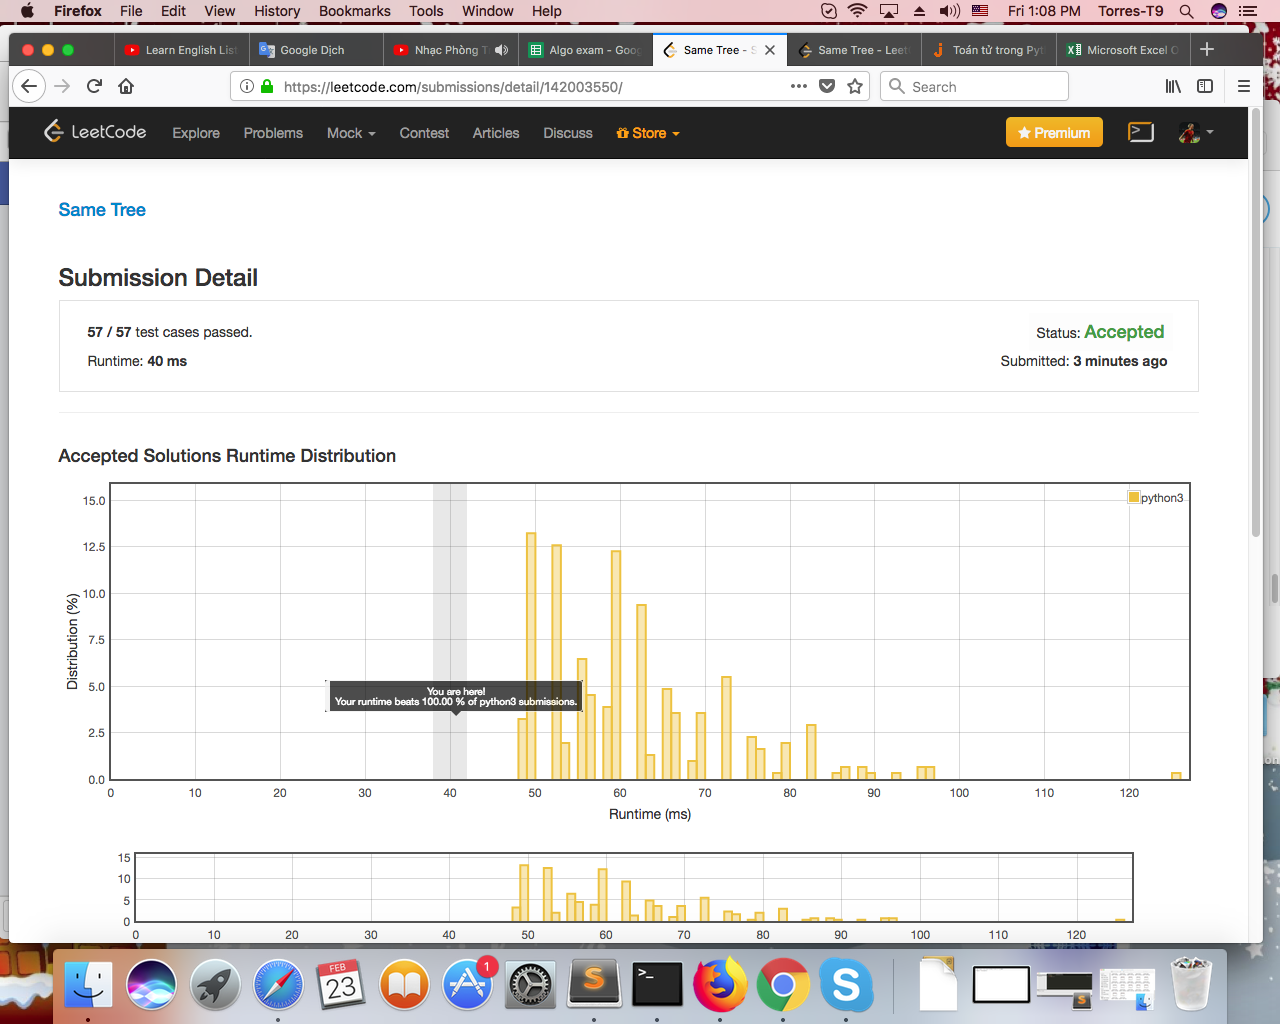 Firefox File Edit View History Bookmarks Tools Window Help Fri 1:08 PM Torres-T9
Learn English List Google Dịch Nhạc Phòng T Algo exam - Goog Same Tree - S Same Tree - Leet Toán tử trong Pyt Microsoft Excel O
https://leetcode.com/submissions/detail/142003550/ Search
LeetCode Explore Problems Mock Contest Articles Discuss Store Premium
Same Tree
Submission Detail
57 / 57 test cases passed. Status: Accepted
Runtime: 40 ms Submitted: 3 minutes ago
Accepted Solutions Runtime Distribution
python3
15.0
12.5
10.0
7.5
5.0
2.5
0.0
Distribution (%)
You are here!
Your runtime beats 100.00 % of python3 submissions.
0 10 20 30 40 50 60 70 80 90 100 110 120
Runtime (ms)
15
10
5
0
0 10 20 30 40 50 60 70 80 90 100 110 120
FEB
23
1